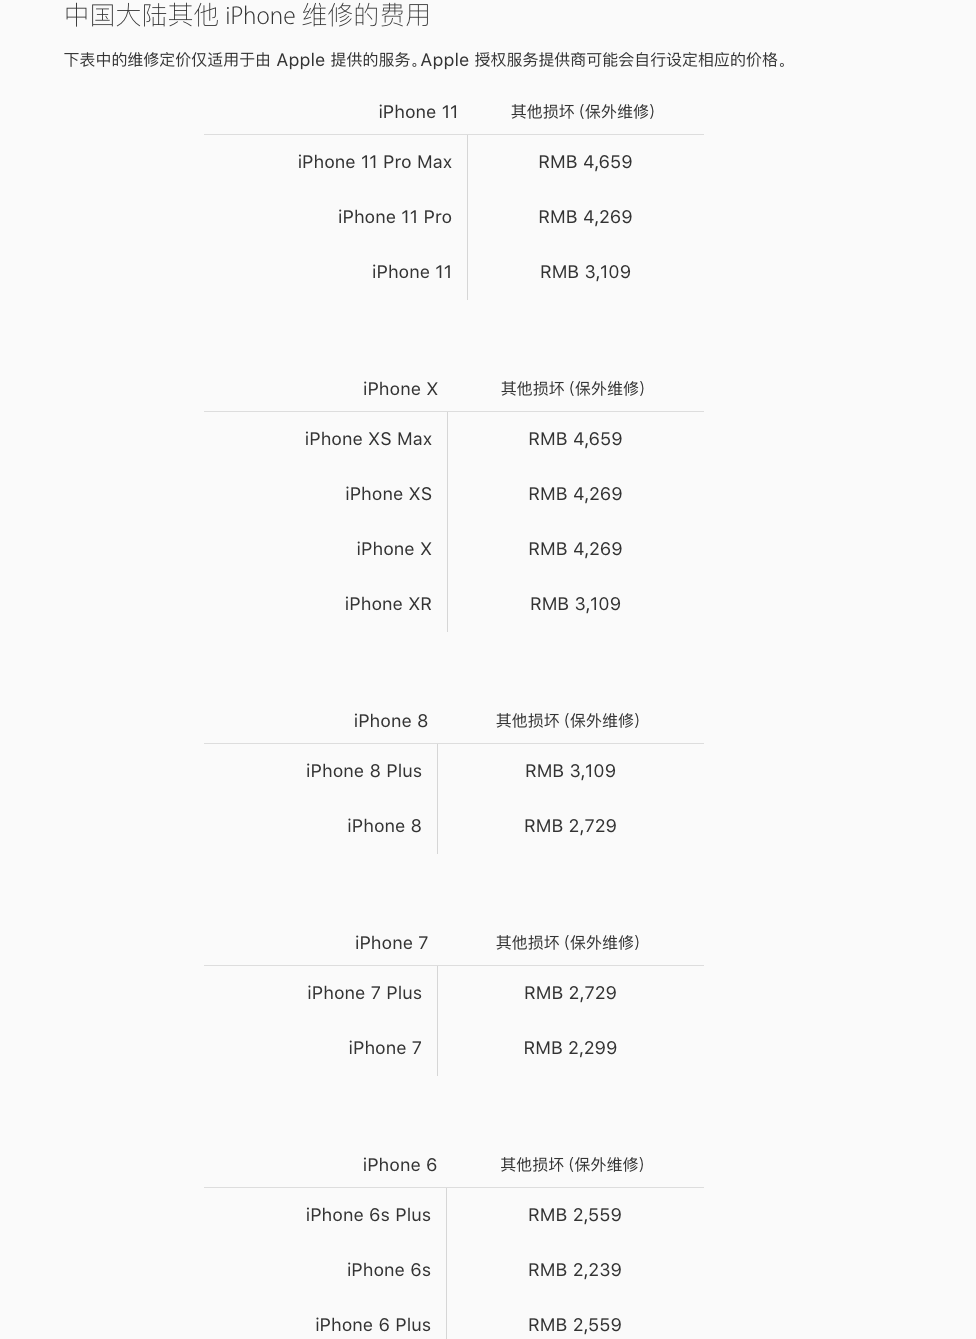 中国大陆其他 iPhone 维修的费用
下表中的维修定价仅适用于由 Apple 提供的服务。Apple 授权服务提供商可能会自行设定相应的价格。
iPhone 11 其他损坏 (保外维修)
iPhone 11 Pro Max RMB 4,659
iPhone 11 Pro RMB 4,269
iPhone 11 RMB 3,109
iPhone X 其他损坏 (保外维修)
iPhone XS Max RMB 4,659
iPhone XS RMB 4,269
iPhone X RMB 4,269
iPhone XR RMB 3,109
iPhone 8 其他损坏 (保外维修)
iPhone 8 Plus RMB 3,109
iPhone 8 RMB 2,729
iPhone 7 其他损坏 (保外维修)
iPhone 7 Plus RMB 2,729
iPhone 7 RMB 2,299
iPhone 6 其他损坏 (保外维修)
iPhone 6s Plus RMB 2,559
iPhone 6s RMB 2,239
iPhone 6 Plus RMB 2,559